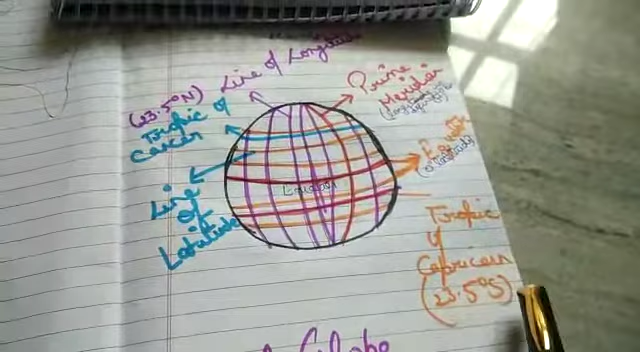 Line of Longitude
(23.5°N)
Tropic of
Cancer
Prime
Meridian
Equator
Line
of
Latitude
London
Tropic
of
Capricorn
(23.5°S)
A Globe